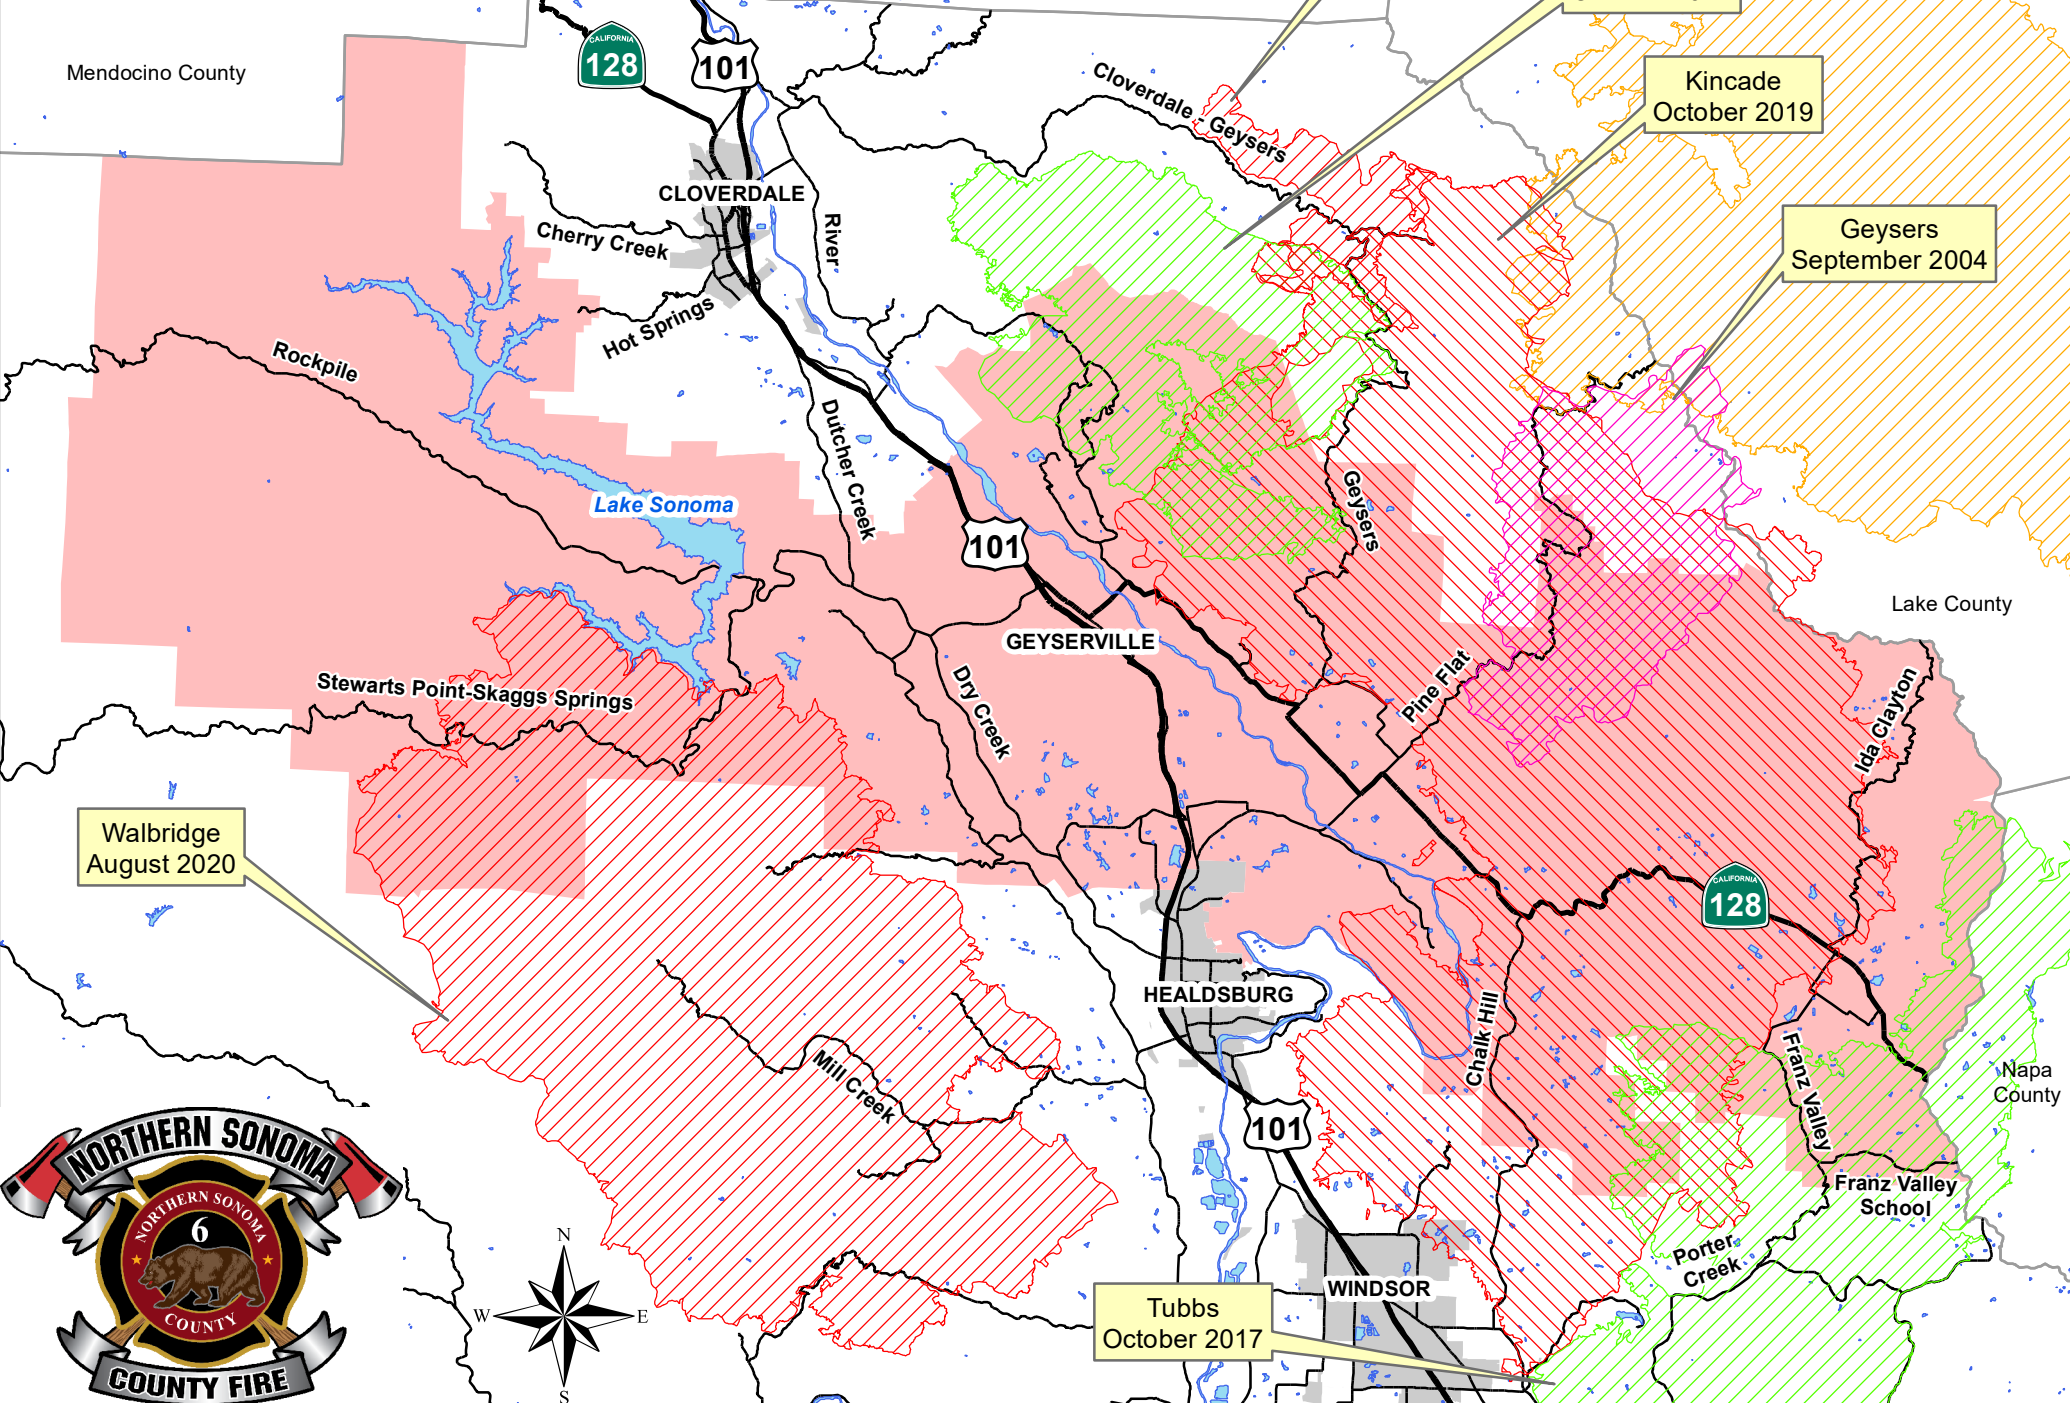 Mendocino County
CALIFORNIA
128
101
Cloverdale - Geysers
Kincade
October 2019
CLOVERDALE
River
Cherry Creek
Geysers
September 2004
Hot Springs
Rockpile
Dutcher Creek
Lake Sonoma
Geysers
101
Lake County
GEYSERVILLE
Stewarts Point-Skaggs Springs
Dry Creek
Pine Flat
Ida Clayton
Walbridge
August 2020
CALIFORNIA
128
HEALDSBURG
Chalk Hill
Mill Creek
Franz Valley
Napa
County
101
Franz Valley
School
Porter
Creek
WINDSOR
Tubbs
October 2017
NORTHERN SONOMA
NORTHERN SONOMA
6
COUNTY
COUNTY FIRE
N
W
E
S